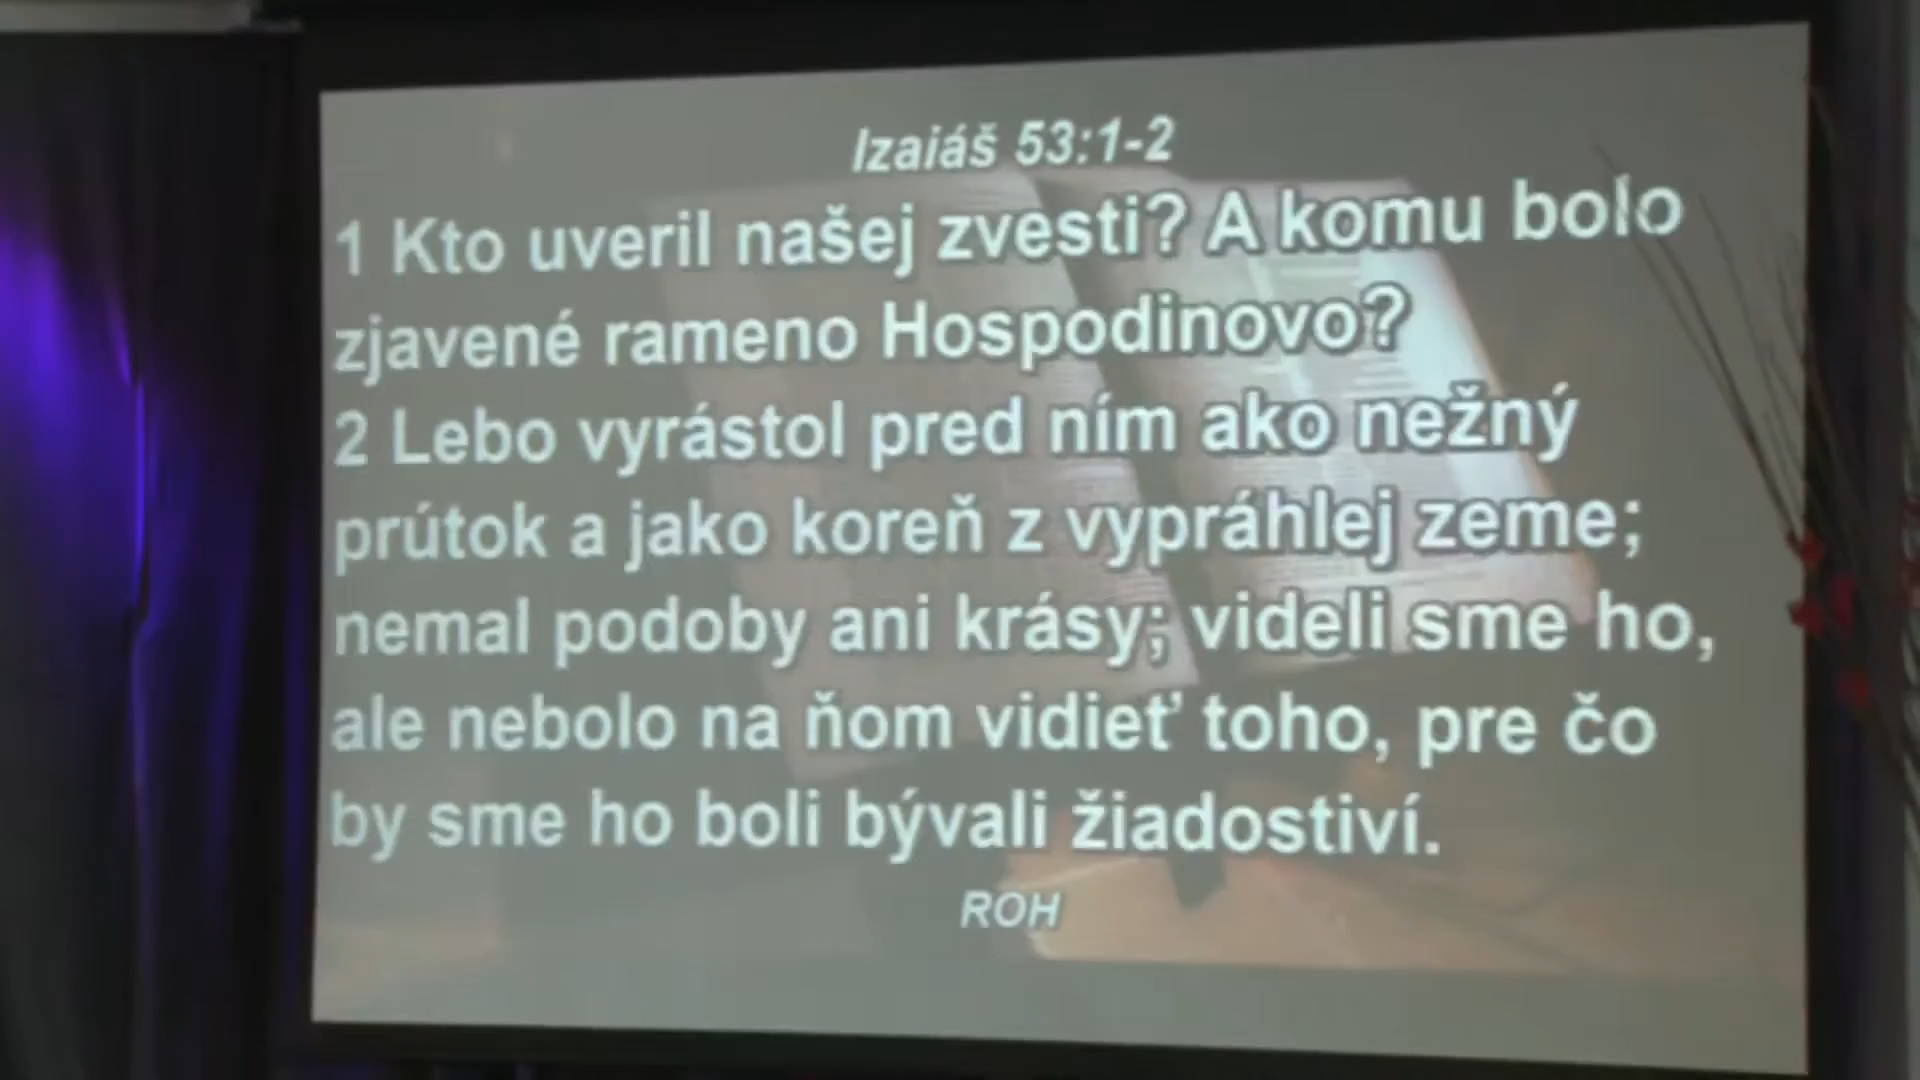 Izaiáš 53:1-2
1 Kto uveril našej zvesti? A komu bolo
zjavené rameno Hospodinovo?
2 Lebo vyrástol pred ním ako nežný
prútok a jako koreň z vypráhlej zeme;
nemal podoby ani krásy; videli sme ho,
ale nebolo na ňom vidieť toho, pre čo
by sme ho boli bývali žiadostiví.
ROH